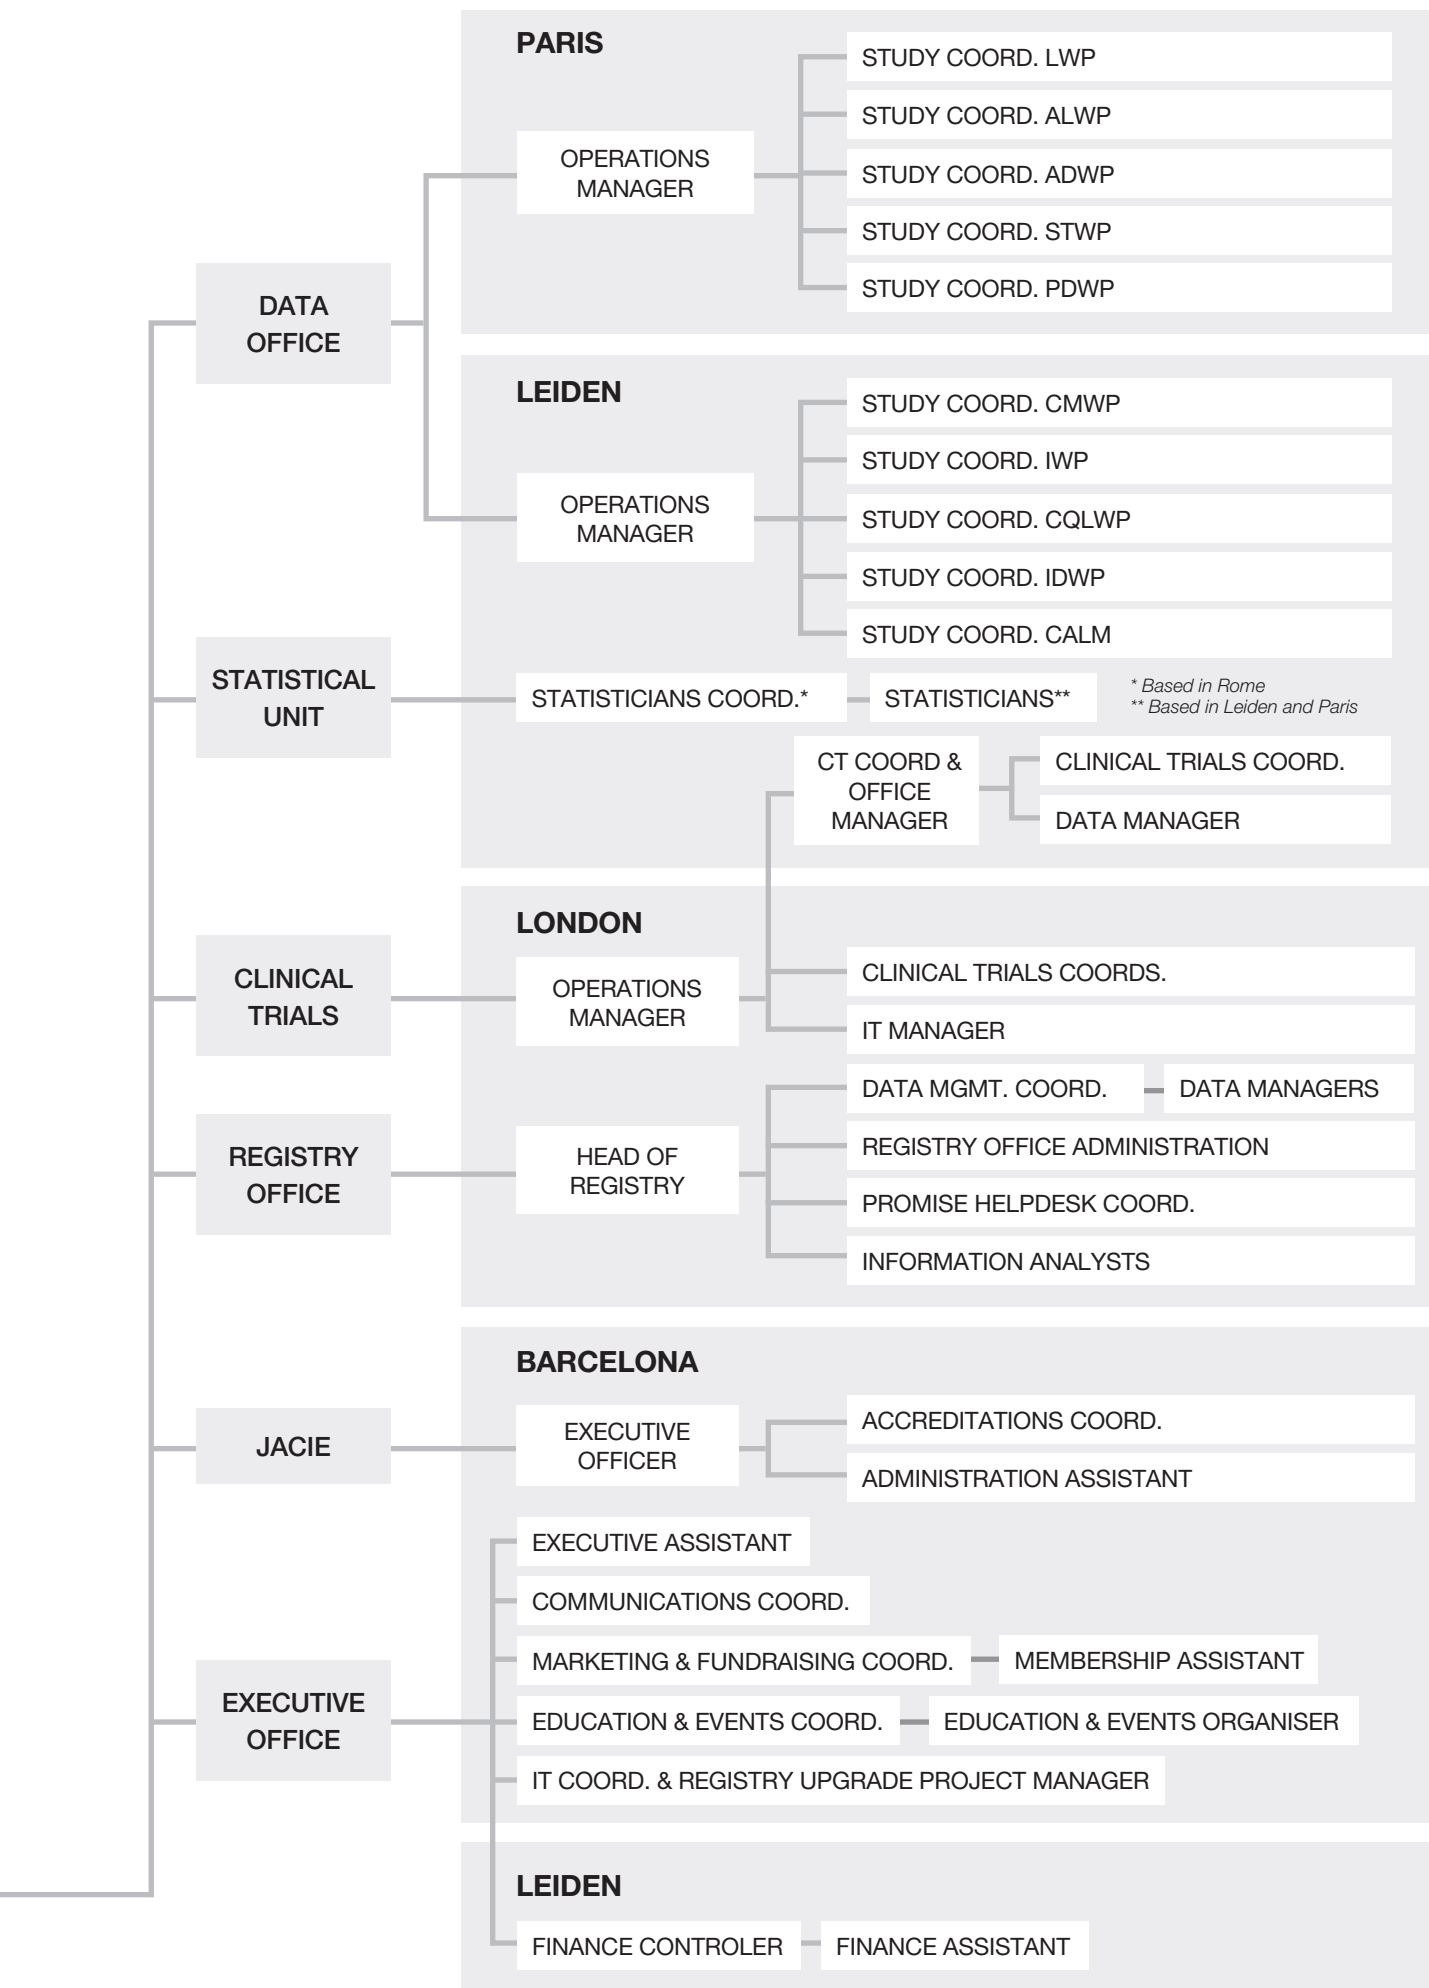 PARIS
STUDY COORD. LWP
STUDY COORD. ALWP
OPERATIONS
MANAGER
STUDY COORD. ADWP
STUDY COORD. STWP
STUDY COORD. PDWP
DATA
OFFICE
LEIDEN
STUDY COORD. CMWP
STUDY COORD. IWP
OPERATIONS
MANAGER
STUDY COORD. CQLWP
STUDY COORD. IDWP
STUDY COORD. CALM
STATISTICAL
UNIT
STATISTICIANS COORD.*
STATISTICIANS**
* Based in Rome
** Based in Leiden and Paris
CT COORD &
OFFICE
MANAGER
CLINICAL TRIALS COORD.
DATA MANAGER
LONDON
CLINICAL
TRIALS
OPERATIONS
MANAGER
CLINICAL TRIALS COORDS.
IT MANAGER
DATA MGMT. COORD.
DATA MANAGERS
REGISTRY
OFFICE
HEAD OF
REGISTRY
REGISTRY OFFICE ADMINISTRATION
PROMISE HELPDESK COORD.
INFORMATION ANALYSTS
BARCELONA
JACIE
EXECUTIVE
OFFICER
ACCREDITATIONS COORD.
ADMINISTRATION ASSISTANT
EXECUTIVE ASSISTANT
COMMUNICATIONS COORD.
MARKETING & FUNDRAISING COORD.
MEMBERSHIP ASSISTANT
EXECUTIVE
OFFICE
EDUCATION & EVENTS COORD.
EDUCATION & EVENTS ORGANISER
IT COORD. & REGISTRY UPGRADE PROJECT MANAGER
LEIDEN
FINANCE CONTROLER
FINANCE ASSISTANT